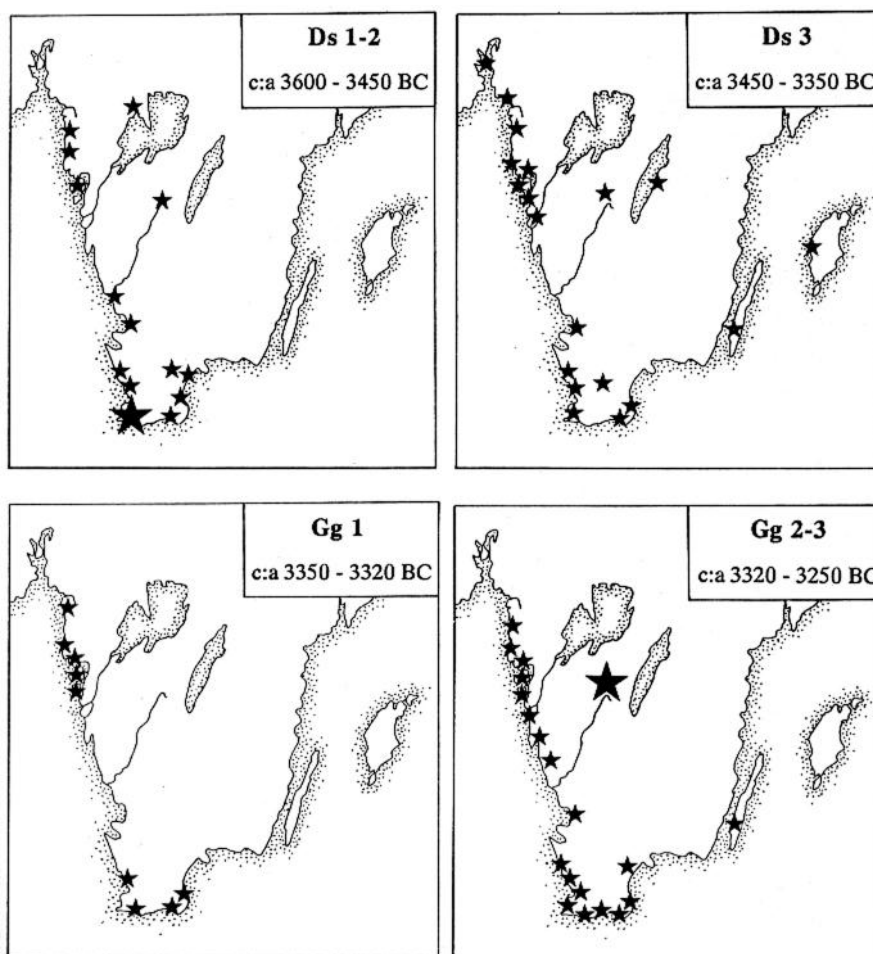 Ds 1-2
c:a 3600 - 3450 BC
Ds 3
c:a 3450 - 3350 BC
Gg 1
c:a 3350 - 3320 BC
Gg 2-3
c:a 3320 - 3250 BC